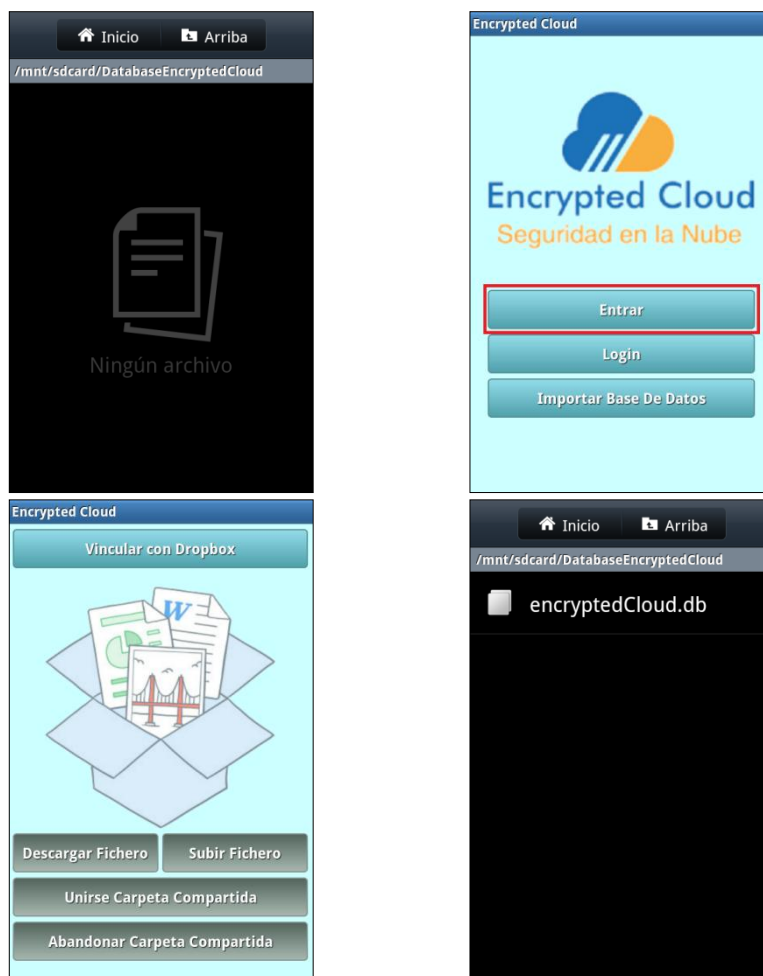 Inicio Arriba
/mnt/sdcard/DatabaseEncryptedCloud
Ningún archivo
Encrypted Cloud
Encrypted Cloud
Seguridad en la Nube
Entrar
Login
Importar Base De Datos
Encrypted Cloud
Vincular con Dropbox
W
Descargar Fichero Subir Fichero
Unirse Carpeta Compartida
Abandonar Carpeta Compartida
Inicio Arriba
/mnt/sdcard/DatabaseEncryptedCloud
encryptedCloud.db